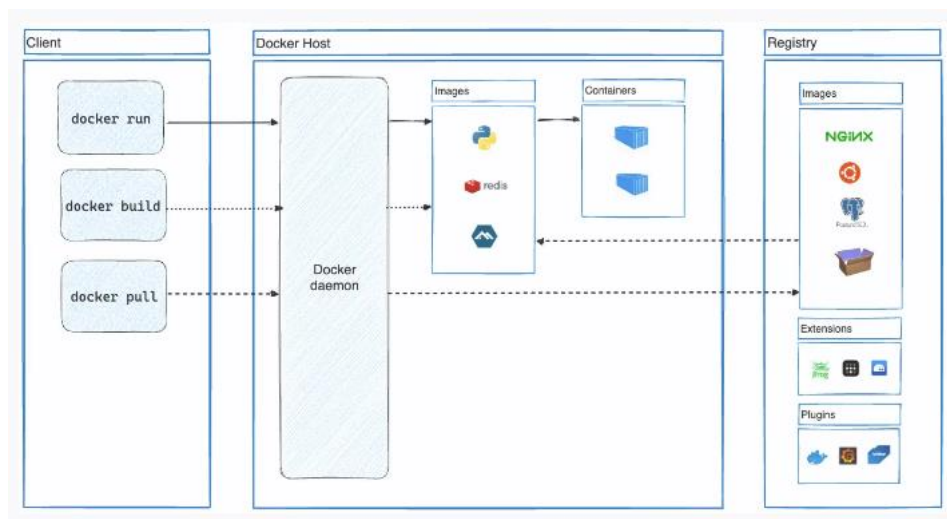 Client
docker run
docker build
docker pull
Docker Host
Docker
daemon
Images
redis
Containers
Registry
Images
NGINX
PostgreSQL
Extensions
Plugins